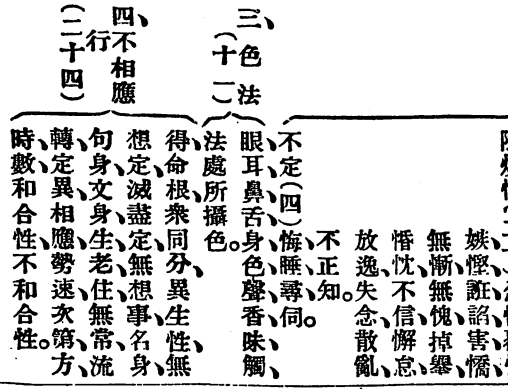 嫉、慳、誑、諂、害、憍、
無慚、無愧、掉舉、
惛忱、不信、懈怠、
放逸、失念、散亂、
不正知。
不定(四)悔、睡、尋、伺。
三、色法
(十一)
眼、耳、鼻、舌、身、色、聲、香、味、觸、
法處所攝色。
四、不相應
行
(二十四)
得、命根、衆同分、異生性、無
想定、滅盡定、無想事、名身、
句身、文身、生、老、住、無常、流
轉、定異、相應、勢速、次第、方、
時、數、和合性、不和合性。